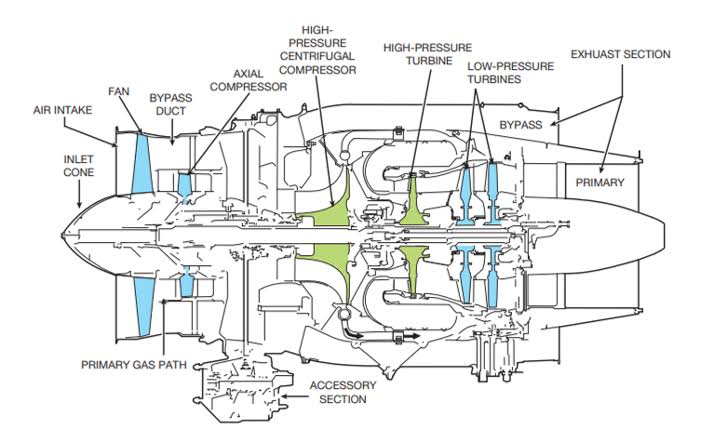 HIGH-
PRESSURE
CENTRIFUGAL
COMPRESSOR
HIGH-PRESSURE
TURBINE
EXHUAST SECTION
LOW-PRESSURE
TURBINES
AXIAL
COMPRESSOR
FAN
BYPASS
DUCT
AIR INTAKE
BYPASS
INLET
CONE
PRIMARY
PRIMARY GAS PATH
ACCESSORY
SECTION